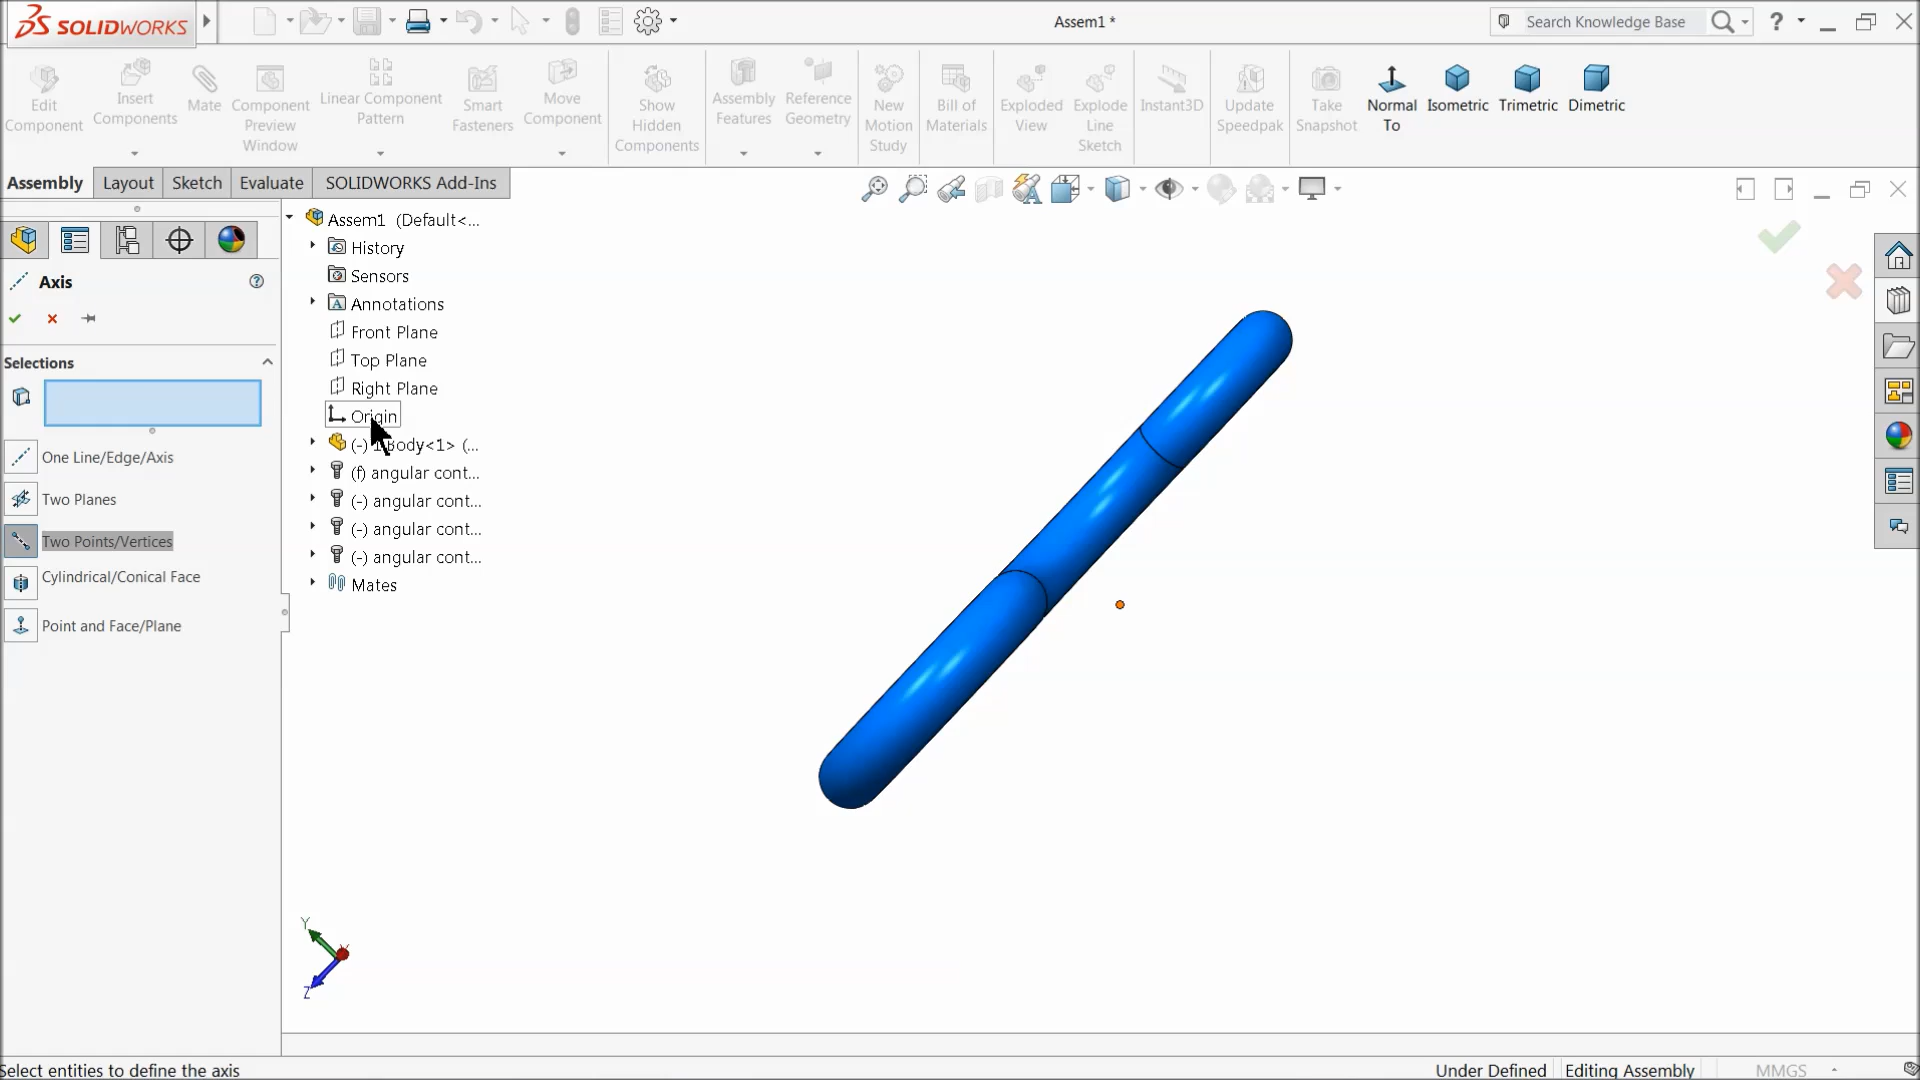 SOLIDWORKS
Assem1 *
Search Knowledge Base
?
Edit
Component
Insert
Components
Mate
Component
Preview
Window
Linear Component
Pattern
Smart
Fasteners
Move
Component
Show
Hidden
Components
Assembly
Features
Reference
Geometry
New
Motion
Study
Bill of
Materials
Exploded
View
Explode
Line
Sketch
Instant3D
Update
Speedpak
Take
Snapshot
Normal
To
Isometric
Trimetric
Dimetric
Assembly
Layout
Sketch
Evaluate
SOLIDWORKS Add-Ins
Axis
Selections
One Line/Edge/Axis
Two Planes
Two Points/Vertices
Cylindrical/Conical Face
Point and Face/Plane
Assem1 (Default<...
History
Sensors
Annotations
Front Plane
Top Plane
Right Plane
Origin
(-) 1.Body<1> (...
(f) angular cont...
(-) angular cont...
(-) angular cont...
(-) angular cont...
Mates
Y
Z
Select entities to define the axis
Under Defined
Editing Assembly
MMGS